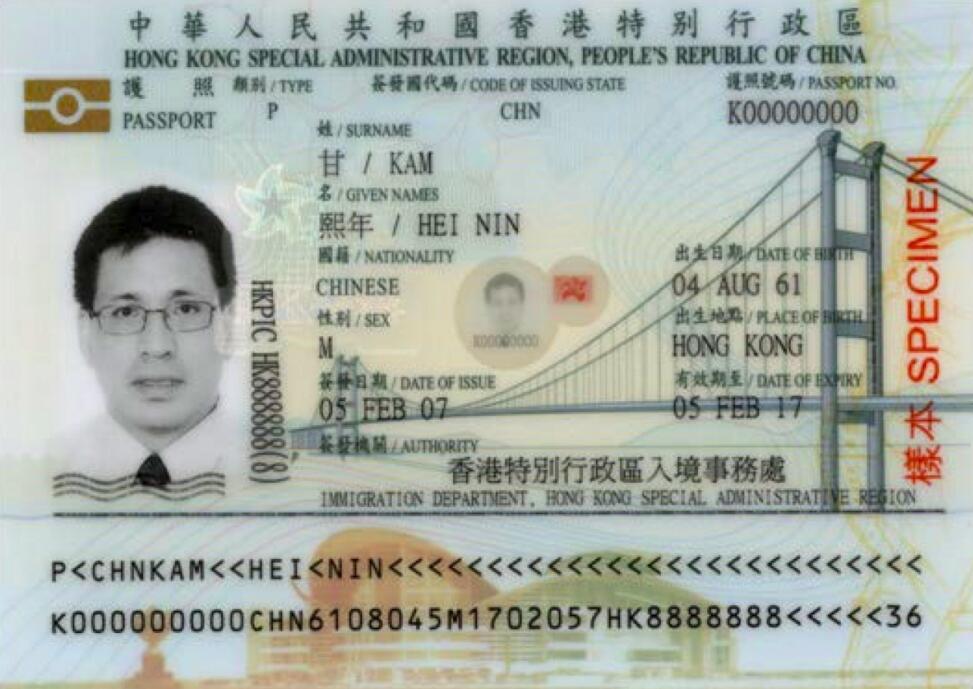 中華人民共和國香港特別行政區
HONG KONG SPECIAL ADMINISTRATIVE REGION, PEOPLE'S REPUBLIC OF CHINA
護照 類別 / TYPE 簽發國代碼 / CODE OF ISSUING STATE 護照號碼 / PASSPORT NO.
PASSPORT P CHN K00000000
姓 / SURNAME
甘 / KAM
名 / GIVEN NAMES
熙年 / HEI NIN
國籍 / NATIONALITY 出生日期 / DATE OF BIRTH
CHINESE 04 AUG 61
性別 / SEX 出生地點 / PLACE OF BIRTH
M HONG KONG
簽發日期 / DATE OF ISSUE 有效期至 / DATE OF EXPIRY
05 FEB 07 05 FEB 17
簽發機關 / AUTHORITY
香港特別行政區入境事務處
IMMIGRATION DEPARTMENT, HONG KONG SPECIAL ADMINISTRATIVE REGION
HKPIC HK888888(8)
K00000000
樣本 SPECIMEN
P<CHNKAM<<HEI<NIN<<<<<<<<<<<<<<<<<<<<<<<<<<<
K000000000CHN6108045M1702057HK8888888<<<<<36